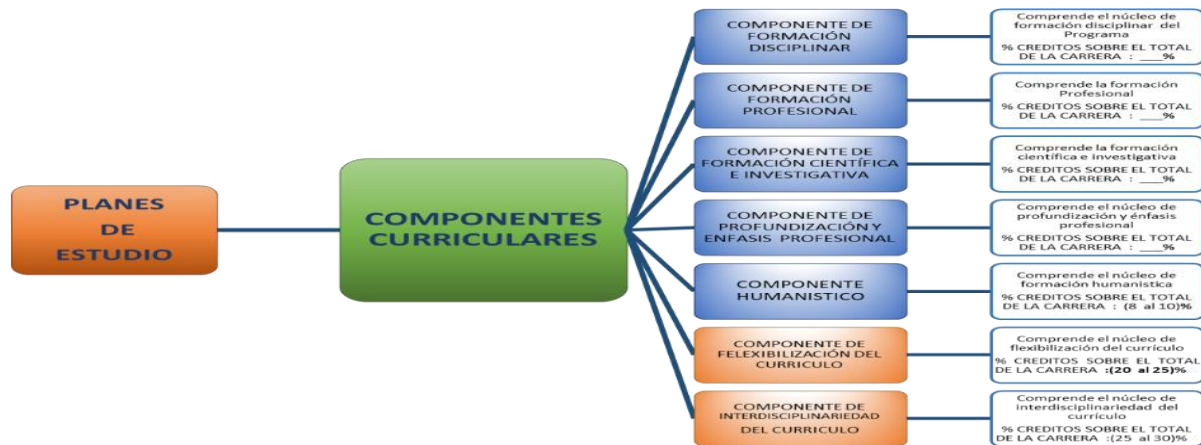 PLANES
DE
ESTUDIO
COMPONENTES
CURRICULARES
COMPONENTE DE
FORMACIÓN
DISCIPLINAR
Comprende el núcleo de
formación disciplinar del
Programa
% CREDITOS SOBRE EL TOTAL
DE LA CARRERA : ___%
COMPONENTE DE
FORMACIÓN
PROFESIONAL
Comprende la formación
Profesional
% CREDITOS SOBRE EL TOTAL
DE LA CARRERA : ___%
COMPONENTE DE
FORMACIÓN CIENTÍFICA
E INVESTIGATIVA
Comprende la formación
científica e investigativa
% CREDITOS SOBRE EL TOTAL
DE LA CARRERA : ___%
COMPONENTE DE
PROFUNDIZACIÓN Y
ENFASIS PROFESIONAL
Comprende el núcleo de
profundización y énfasis
profesional
% CREDITOS SOBRE EL TOTAL
DE LA CARRERA : ___%
COMPONENTE
HUMANISTICO
Comprende el núcleo de
formación humanistica
% CREDITOS SOBRE EL TOTAL
DE LA CARRERA : (8 al 10)%
COMPONENTE DE
FELEXIBILIZACIÓN DEL
CURRICULO
Comprende el núcleo de
flexibilización del currículo
% CREDITOS SOBRE EL TOTAL
DE LA CARRERA :(20 al 25)%
COMPONENTE DE
INTERDISCIPLINARIEDAD
DEL CURRICULO
Comprende el núcleo de
interdisciplinariedad del
currículo
% CREDITOS SOBRE EL TOTAL
DE LA CARRERA :(25 al 30)%